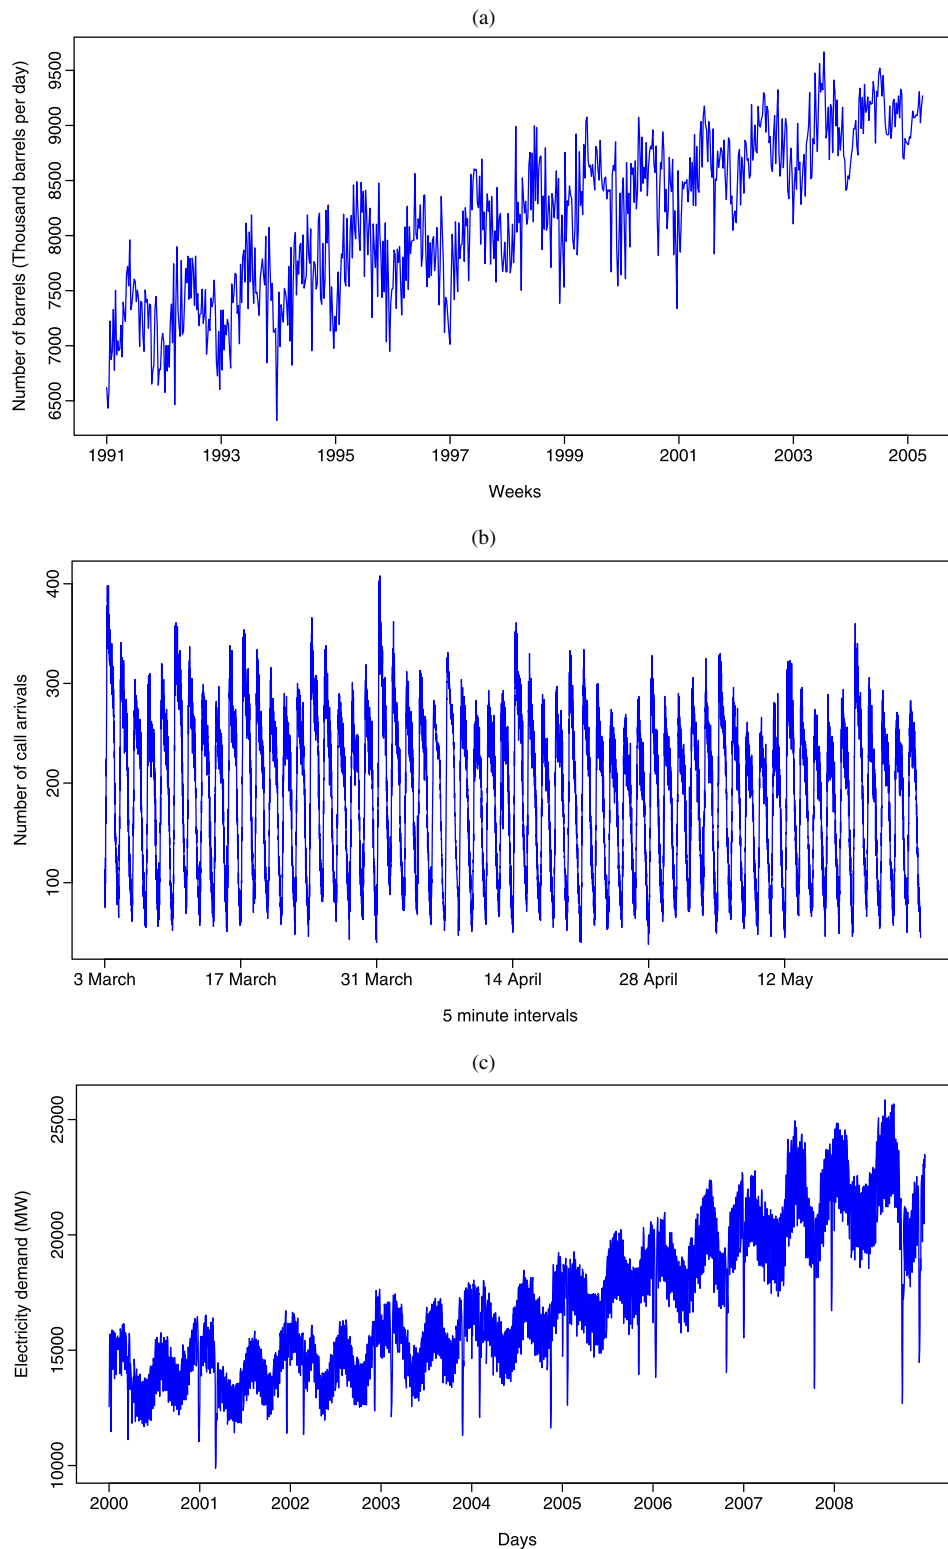 (a)
Number of barrels (Thousand barrels per day)
9500
9000
8500
8000
7500
7000
6500
1991 1993 1995 1997 1999 2001 2003 2005
Weeks
(b)
Number of call arrivals
400
300
200
100
3 March 17 March 31 March 14 April 28 April 12 May
5 minute intervals
(c)
Electricity demand (MW)
25000
20000
15000
10000
2000 2001 2002 2003 2004 2005 2006 2007 2008
Days